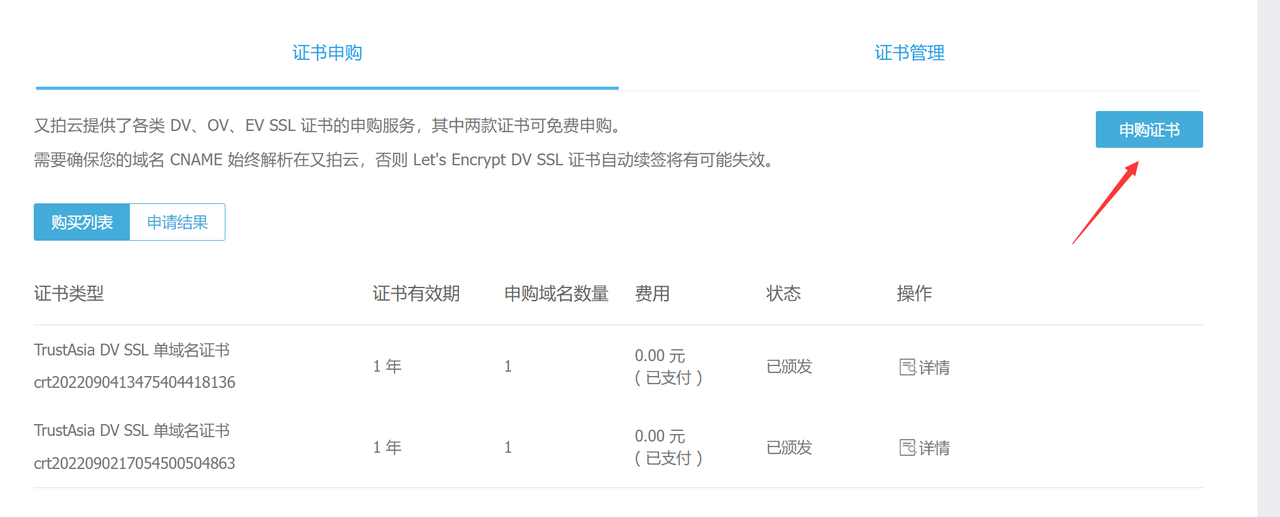 证书申购
证书管理
又拍云提供了各类 DV、OV、EV SSL 证书的申购服务，其中两款证书可免费申购。
申购证书
需要确保您的域名 CNAME 始终解析在又拍云，否则 Let's Encrypt DV SSL 证书自动续签将有可能失效。
购买列表
申请结果
证书类型 证书有效期 申购域名数量 费用 状态 操作
TrustAsia DV SSL 单域名证书
crt2022090413475404418136
1 年
1
0.00 元
( 已支付 )
已颁发
详情
TrustAsia DV SSL 单域名证书
crt2022090217054500504863
1 年
1
0.00 元
( 已支付 )
已颁发
详情